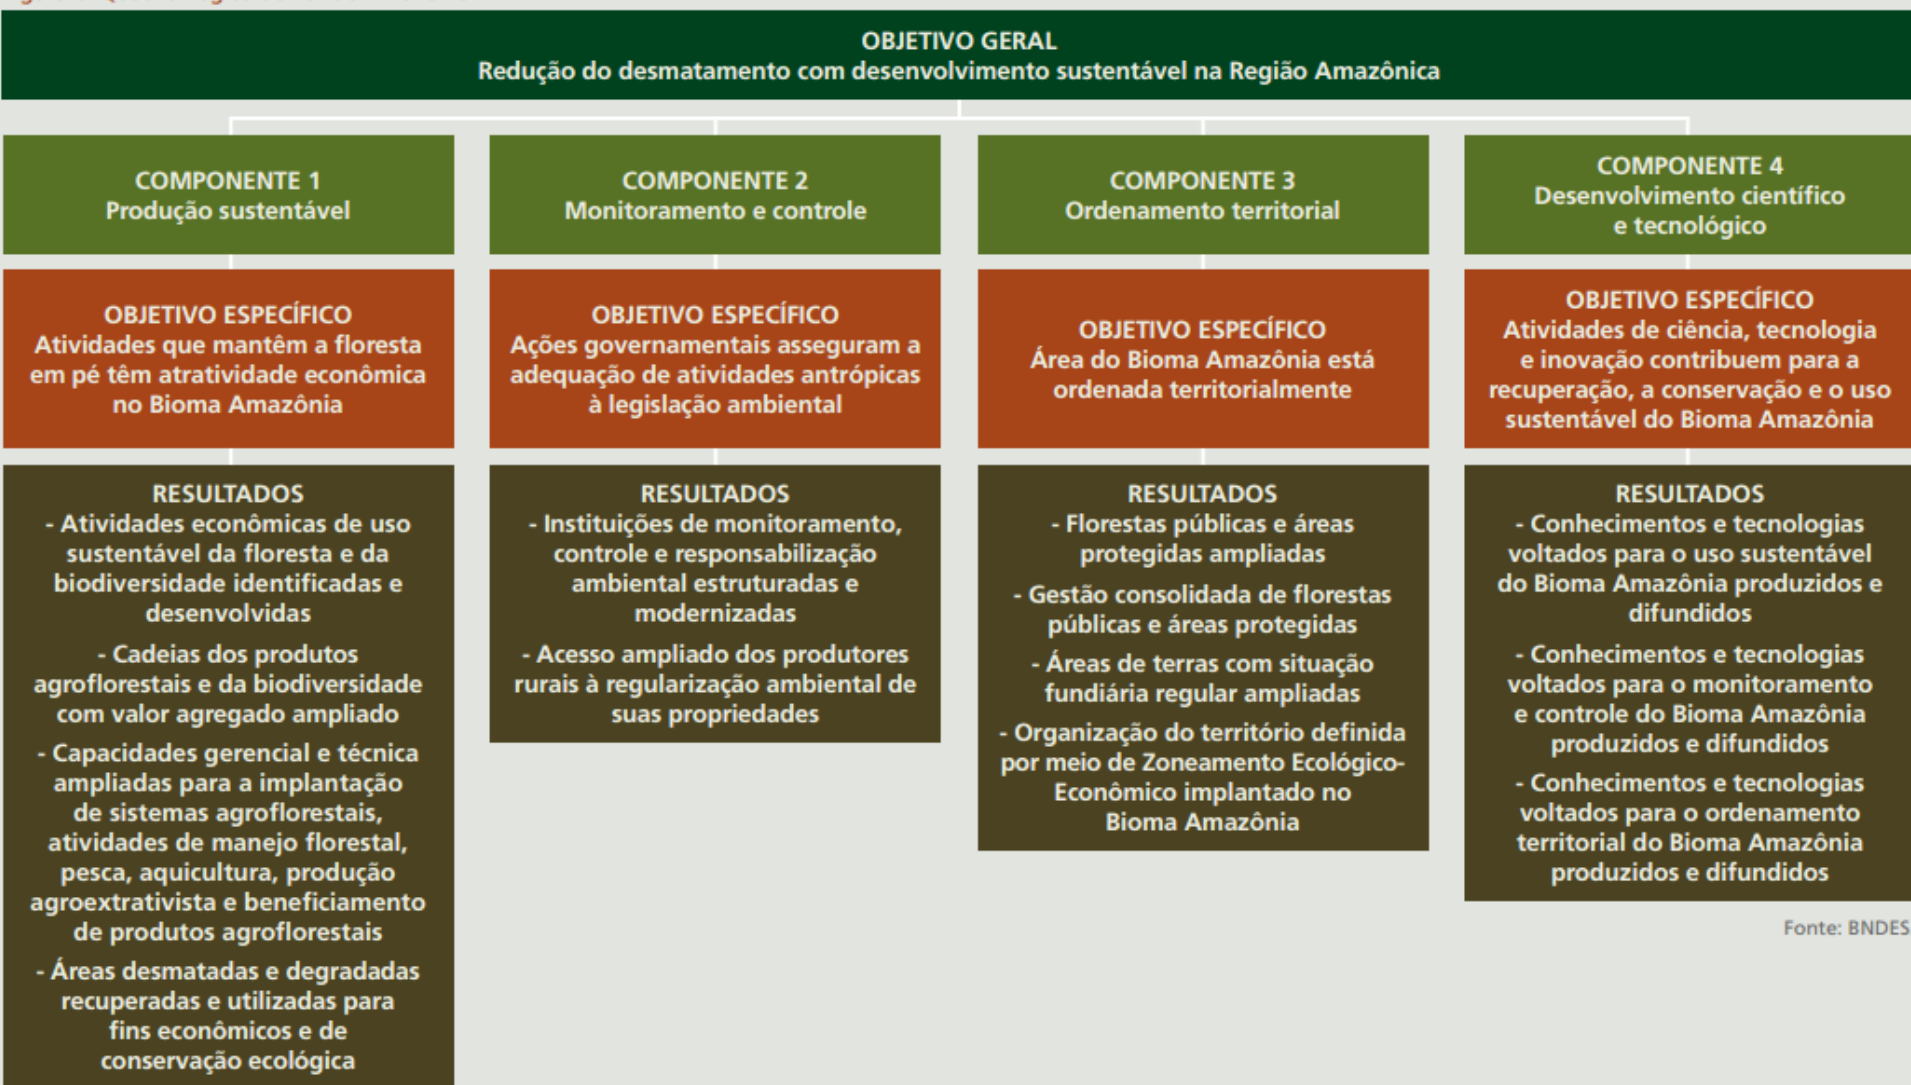 OBJETIVO GERAL
Redução do desmatamento com desenvolvimento sustentável na Região Amazônica
COMPONENTE 1
Produção sustentável
OBJETIVO ESPECÍFICO
Atividades que mantêm a floresta
em pé têm atratividade econômica
no Bioma Amazônia
RESULTADOS
- Atividades econômicas de uso
sustentável da floresta e da
biodiversidade identificadas e
desenvolvidas
- Cadeias dos produtos
agroflorestais e da biodiversidade
com valor agregado ampliado
- Capacidades gerencial e técnica
ampliadas para a implantação
de sistemas agroflorestais,
atividades de manejo florestal,
pesca, aquicultura, produção
agroextrativista e beneficiamento
de produtos agroflorestais
- Áreas desmatadas e degradadas
recuperadas e utilizadas para
fins econômicos e de
conservação ecológica
COMPONENTE 2
Monitoramento e controle
OBJETIVO ESPECÍFICO
Ações governamentais asseguram a
adequação de atividades antrópicas
à legislação ambiental
RESULTADOS
- Instituições de monitoramento,
controle e responsabilização
ambiental estruturadas e
modernizadas
- Acesso ampliado dos produtores
rurais à regularização ambiental de
suas propriedades
COMPONENTE 3
Ordenamento territorial
OBJETIVO ESPECÍFICO
Área do Bioma Amazônia está
ordenada territorialmente
RESULTADOS
- Florestas públicas e áreas
protegidas ampliadas
- Gestão consolidada de florestas
públicas e áreas protegidas
- Áreas de terras com situação
fundiária regular ampliadas
- Organização do território definida
por meio de Zoneamento Ecológico-
Econômico implantado no
Bioma Amazônia
COMPONENTE 4
Desenvolvimento científico
e tecnológico
OBJETIVO ESPECÍFICO
Atividades de ciência, tecnologia
e inovação contribuem para a
recuperação, a conservação e o uso
sustentável do Bioma Amazônia
RESULTADOS
- Conhecimentos e tecnologias
voltados para o uso sustentável
do Bioma Amazônia produzidos e
difundidos
- Conhecimentos e tecnologias
voltados para o monitoramento
e controle do Bioma Amazônia
produzidos e difundidos
- Conhecimentos e tecnologias
voltados para o ordenamento
territorial do Bioma Amazônia
produzidos e difundidos
Fonte: BNDES